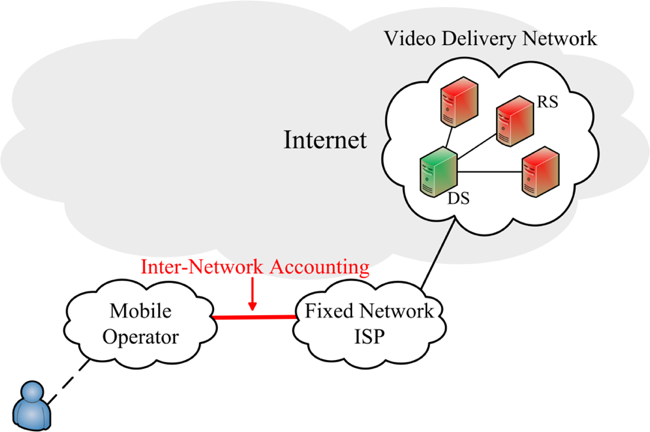 Video Delivery Network
RS
Internet
DS
Inter-Network Accounting
Mobile
Operator
Fixed Network
ISP